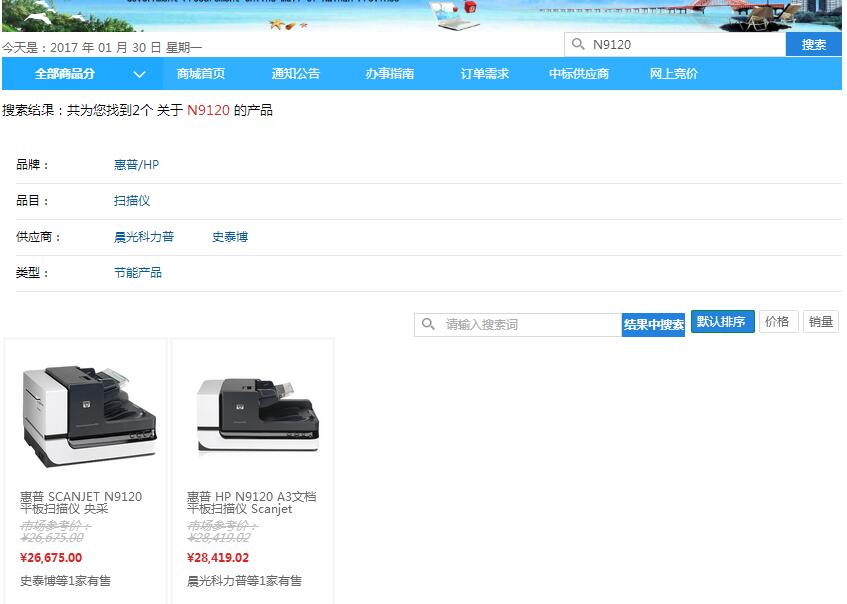 今天是：2017 年 01 月 30 日 星期一
N9120 搜索
全部商品分 商城首页 通知公告 办事指南 订单需求 中标供应商 网上竞价
搜索结果：共为您找到2个 关于 N9120 的产品
品牌： 惠普/HP
品目： 扫描仪
供应商： 晨光科力普 史泰博
类型： 节能产品
请输入搜索词 结果中搜索 默认排序 价格 销量
惠普 SCANJET N9120
平板扫描仪 央采
市场参考价：
¥26,675.00
¥26,675.00
史泰博等1家有售
惠普 HP N9120 A3文档
平板扫描仪 Scanjet
市场参考价：
¥28,419.02
¥28,419.02
晨光科力普等1家有售